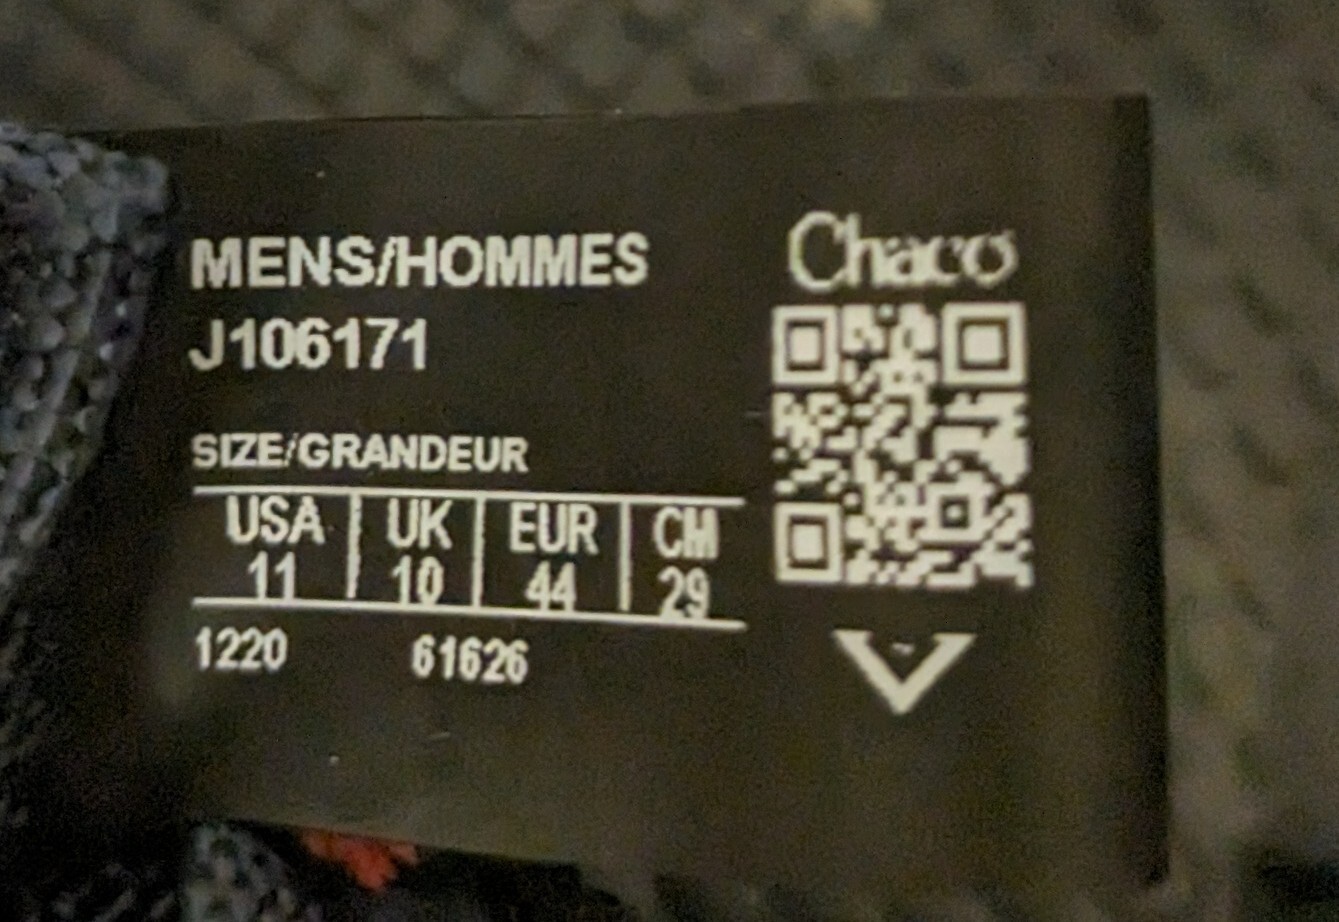 MENS/HOMMES
J106171
SIZE/GRANDEUR
USA UK EUR CM
11 10 44 29
1220 61626
Chaco